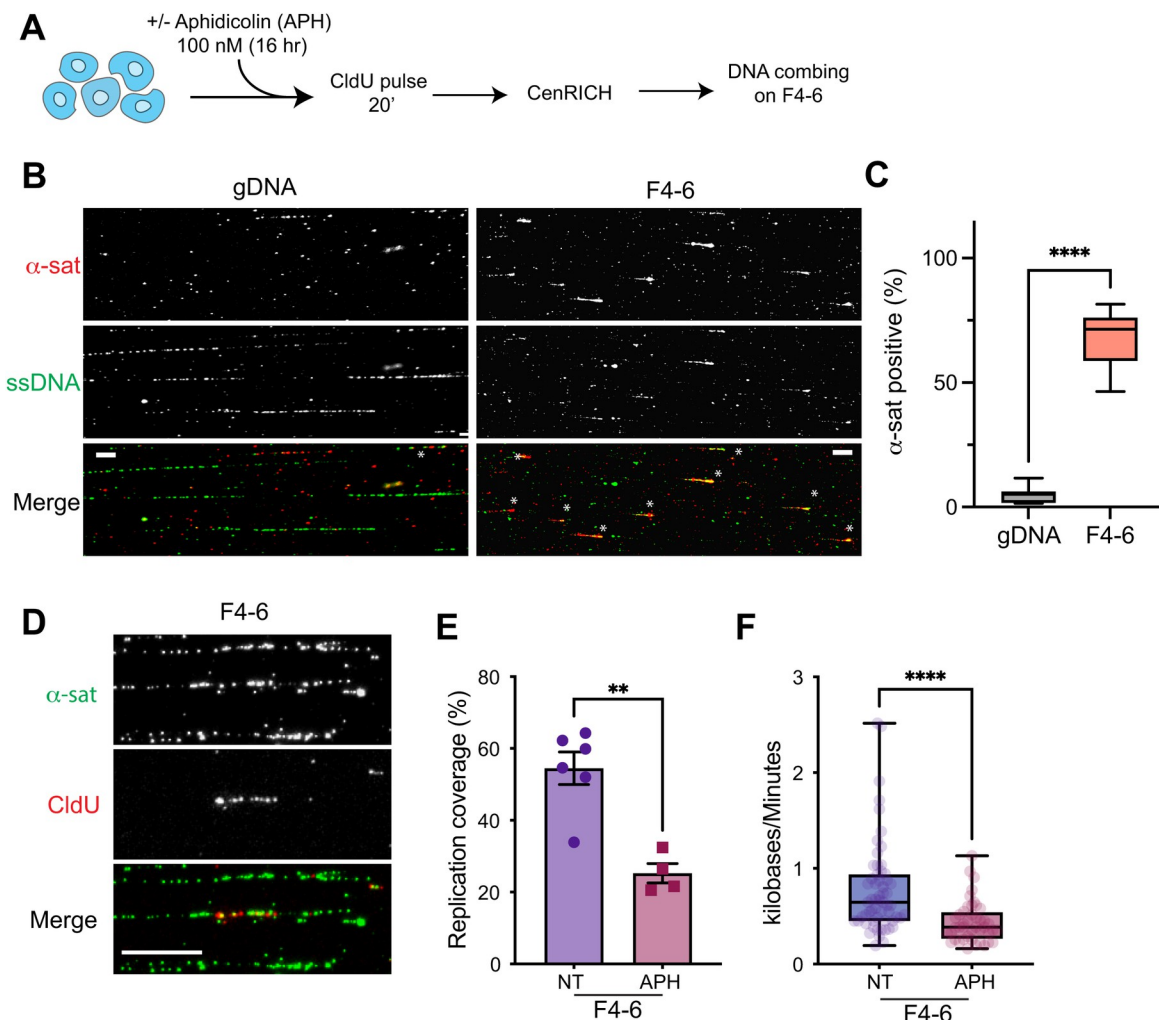 A
+/- Aphidicolin (APH)
100 nM (16 hr)
CldU pulse
20'
CenRICH
DNA combing
on F4-6
B
gDNA
F4-6
α-sat
ssDNA
Merge
*
*
*
*
*
*
*
*
*
C
α-sat positive (%)
100
50
0
****
gDNA
F4-6
D
F4-6
α-sat
CldU
Merge
E
Replication coverage (%)
80
60
40
20
0
**
NT
APH
F4-6
F
kilobases/Minutes
3
2
1
0
****
NT
APH
F4-6